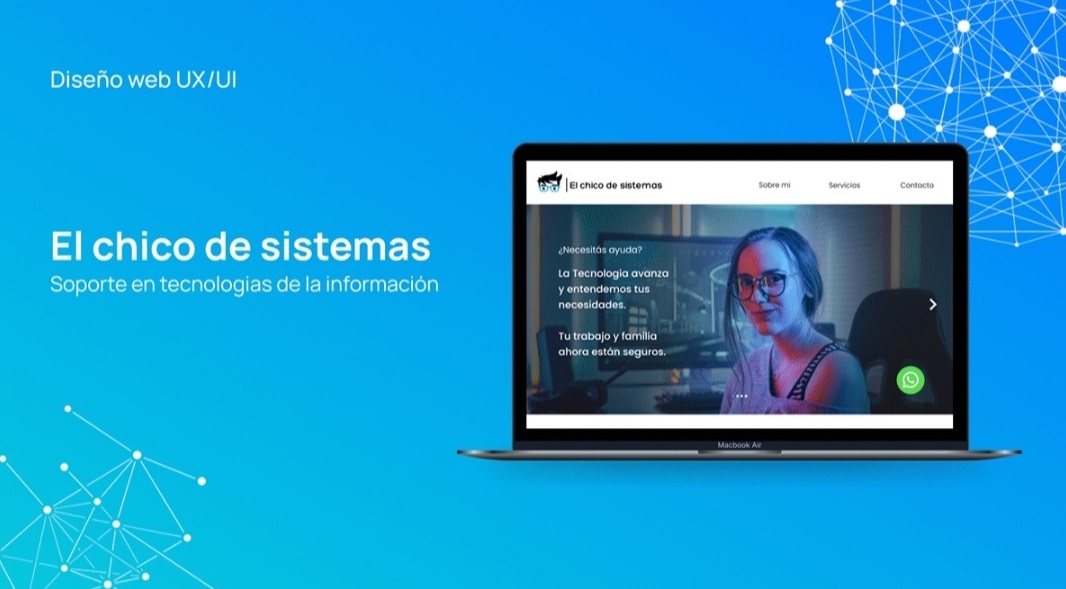 Diseño web UX/UI
El chico de sistemas
Soporte en tecnologias de la información
El chico de sistemas
Sobre mi
Servicios
Contacto
¿Necesitás ayuda?
La Tecnologia avanza
y entendemos tus
necesidades.
Tu trabajo y familia
ahora están seguros.
Macbook Air